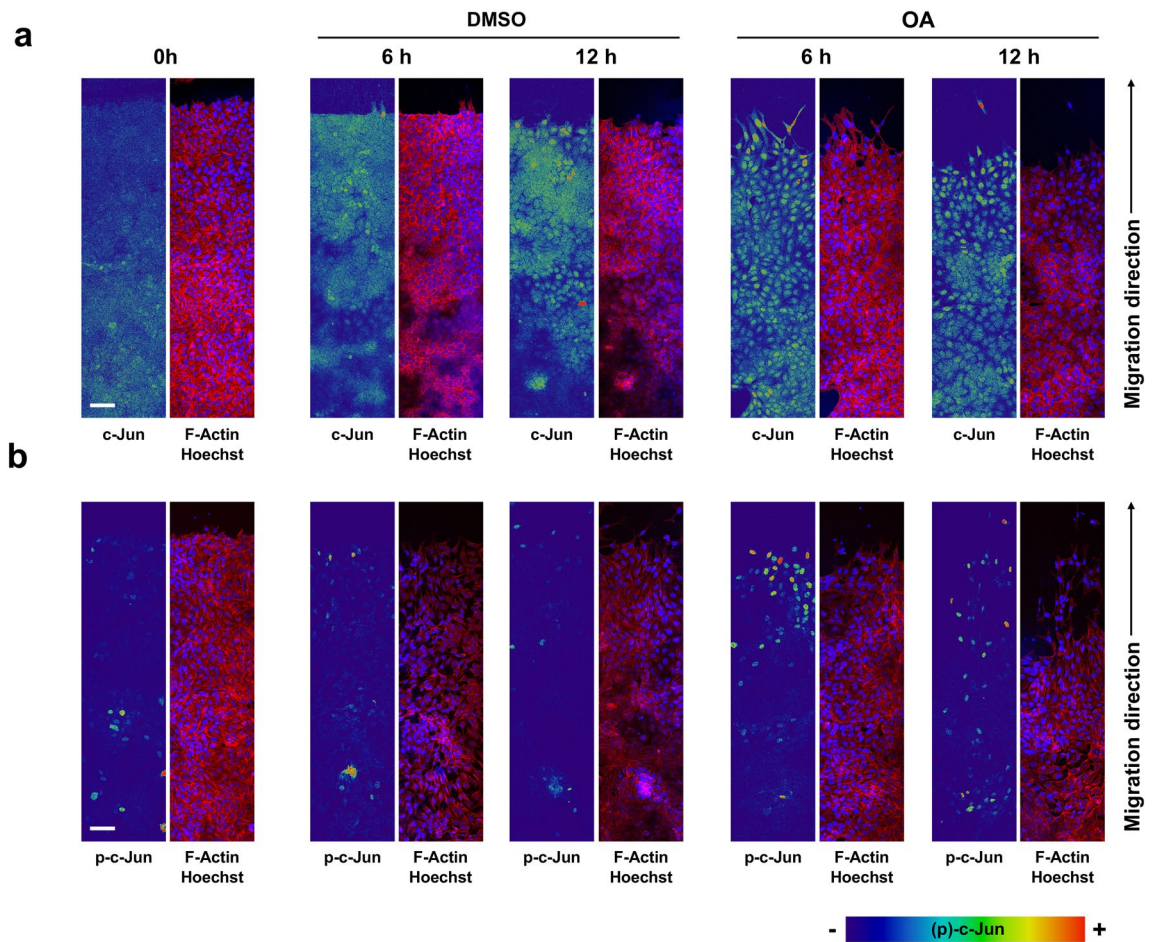 a
DMSO
OA
0h
6 h
12 h
6 h
12 h
Migration direction
c-Jun
F-Actin
Hoechst
c-Jun
F-Actin
Hoechst
c-Jun
F-Actin
Hoechst
c-Jun
F-Actin
Hoechst
c-Jun
F-Actin
Hoechst
b
Migration direction
p-c-Jun
F-Actin
Hoechst
p-c-Jun
F-Actin
Hoechst
p-c-Jun
F-Actin
Hoechst
p-c-Jun
F-Actin
Hoechst
p-c-Jun
F-Actin
Hoechst
- (p)-c-Jun +